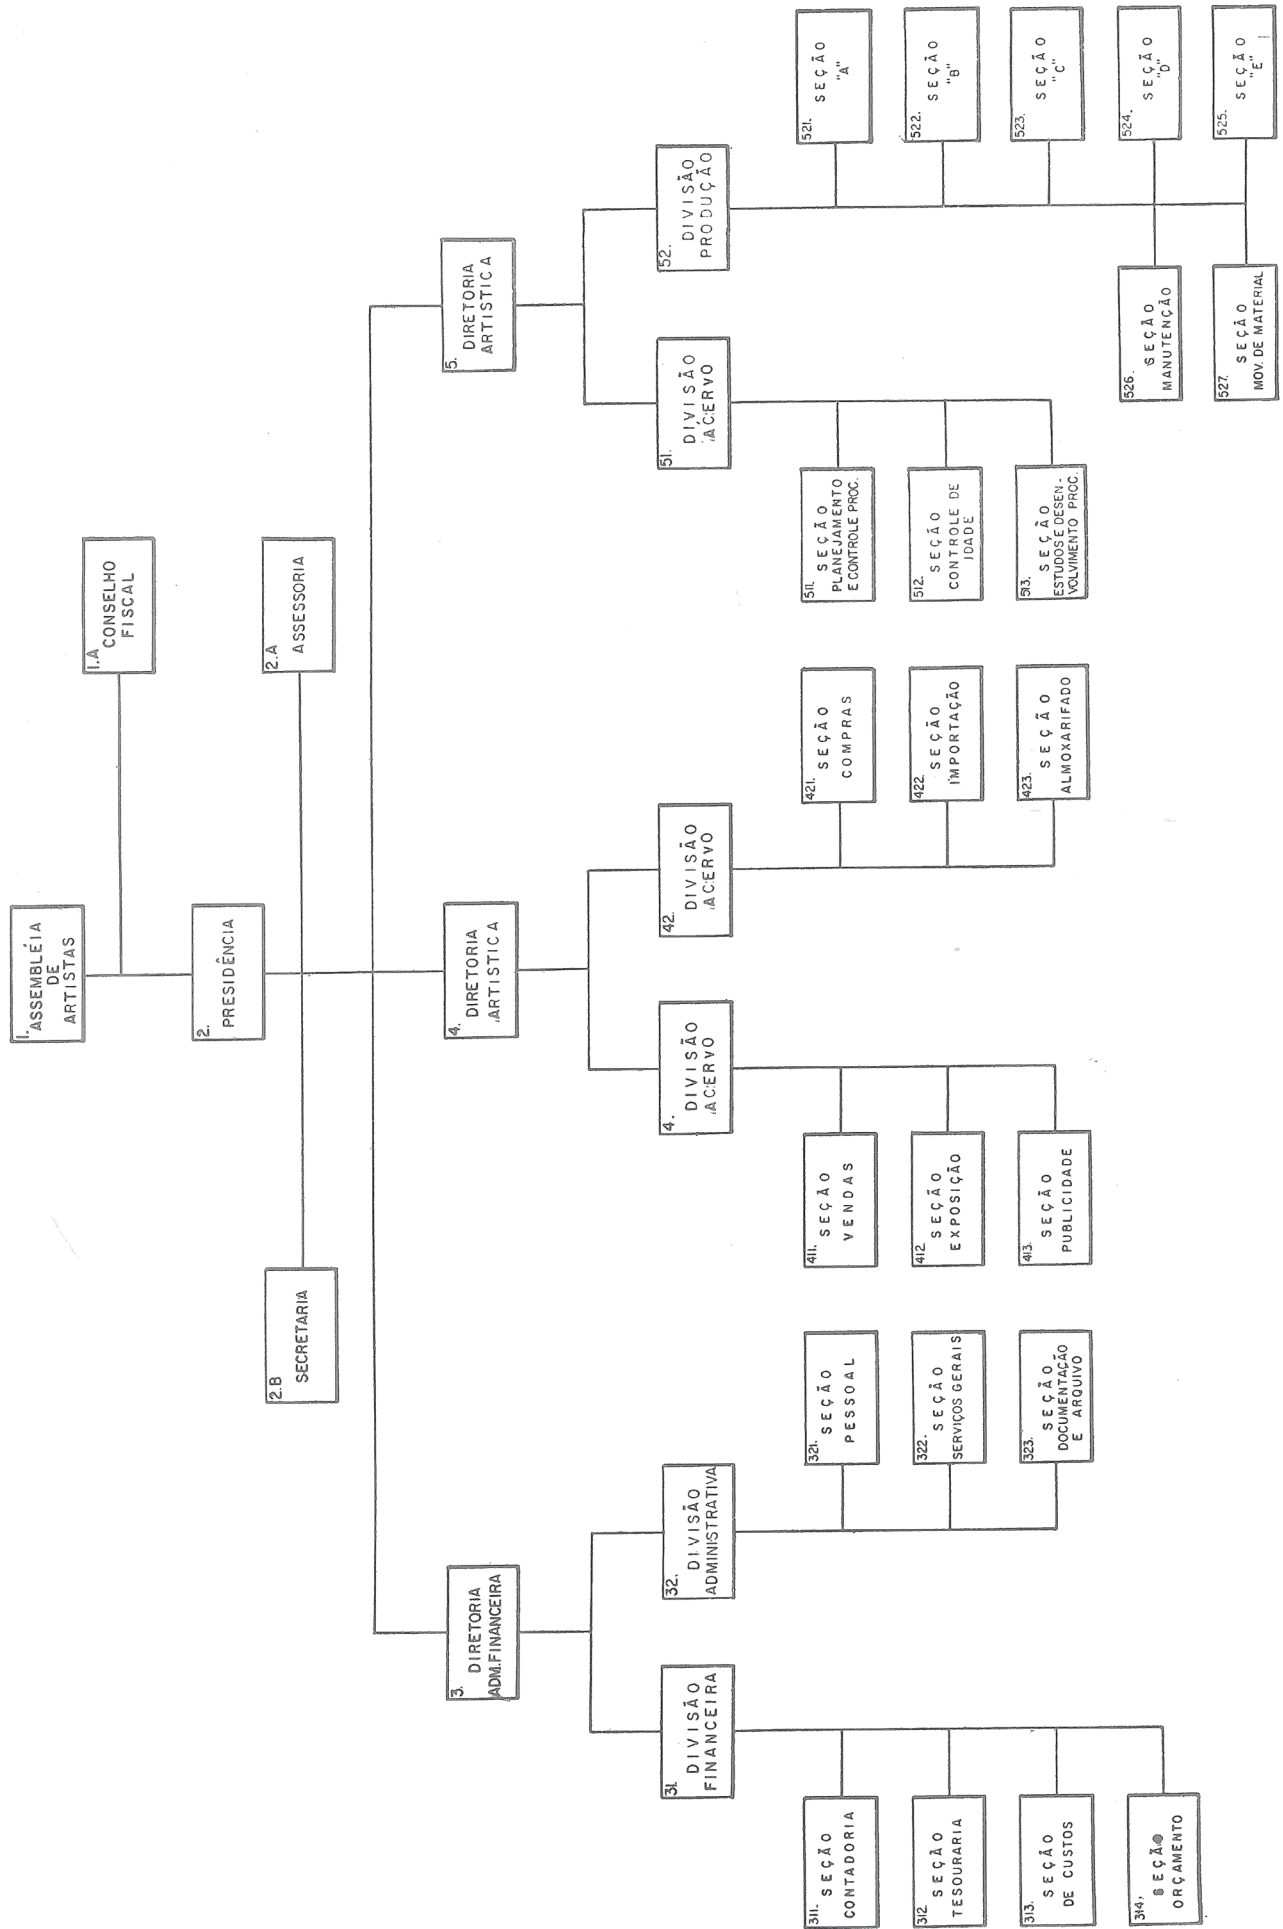 1.
ASSEMBLÉIA
DE
ARTISTAS
1.A
CONSELHO
FISCAL
2.
PRESIDÊNCIA
2.B
SECRETARIA
2.A
ASSESSORIA
3.
DIRETORIA
ADM.FINANCEIRA
4.
DIRETORIA
ARTISTICA
5.
DIRETORIA
ARTISTICA
31.
DIVISÃO
FINANCEIRA
32.
DIVISÃO
ADMINISTRATIVA
4.
DIVISÃO
ACERVO
42.
DIVISÃO
ACERVO
51.
DIVISÃO
ACERVO
52.
DIVISÃO
PRODUÇÃO
311.
SEÇÃO
CONTADORIA
312
SEÇÃO
TESOURARIA
313.
SEÇÃO
DE CUSTOS
314,
SEÇÃO
ORÇAMENTO
321.
SEÇÃO
PESSOAL
322.
SEÇÃO
SERVIÇOS GERAIS
323.
SEÇÃO
DOCUMENTAÇÃO
E ARQUIVO
411.
SEÇÃO
VENDAS
412
SEÇÃO
EXPOSIÇÃO
413.
SEÇÃO
PUBLICIDADE
421.
SEÇÃO
COMPRAS
422.
SEÇÃO
IMPORTAÇÃO
423.
SEÇÃO
ALMOXARIFADO
511.
SEÇÃO
PLANEJAMENTO
E CONTROLE PROC.
512.
SEÇÃO
CONTROLE DE
IDADE
513.
SEÇÃO
ESTUDOS E DESEN-
VOLVIMENTO PROC.
521.
SEÇÃO
"A"
522.
SEÇÃO
"B"
523.
SEÇÃO
"C"
524.
SEÇÃO
"D"
525.
SEÇÃO
"E"
526.
SEÇÃO
MANUTENÇÃO
527.
SEÇÃO
MOV. DE MATERIAL